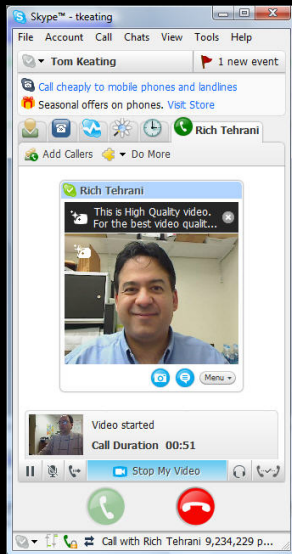 Skype™ - tkeating
File Account Call Chats View Tools Help
Tom Keating
1 new event
Call cheaply to mobile phones and landlines
Seasonal offers on phones. Visit Store
Rich Tehrani
Add Callers Do More
Rich Tehrani
This is High Quality video.
For the best video qualit...
Menu
Video started
Call Duration 00:51
Stop My Video
Call with Rich Tehrani 9,234,229 p...